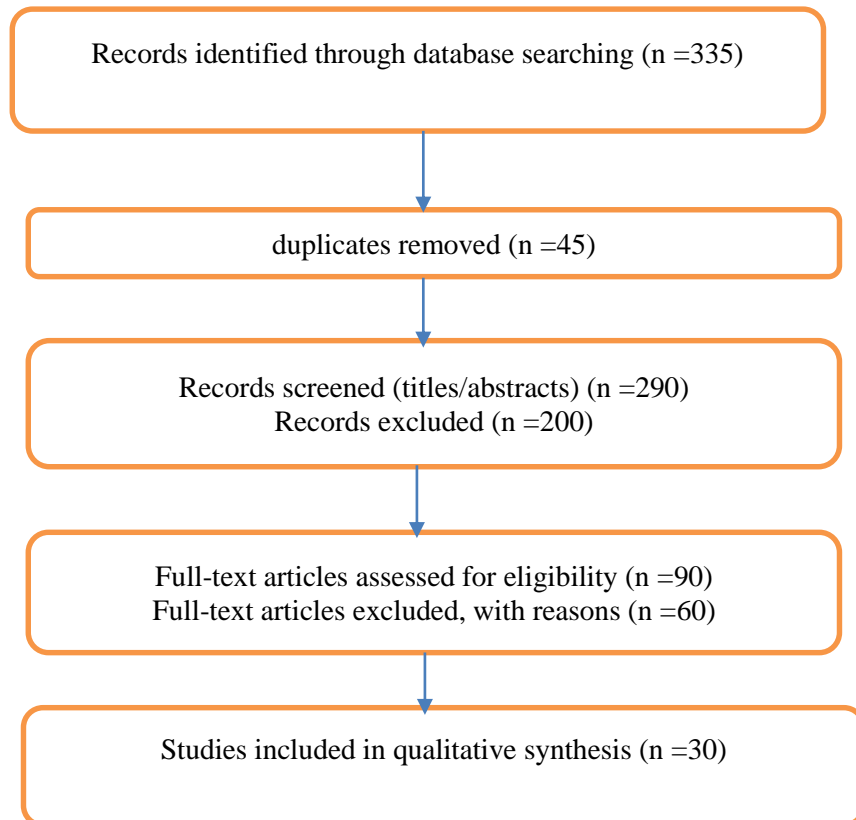 Records identified through database searching (n =335)
duplicates removed (n =45)
Records screened (titles/abstracts) (n =290)
Records excluded (n =200)
Full-text articles assessed for eligibility (n =90)
Full-text articles excluded, with reasons (n =60)
Studies included in qualitative synthesis (n =30)